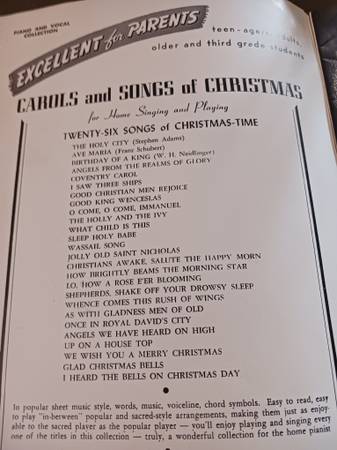 PIANO AND VOCAL
COLLECTION
EXCELLENT for PARENTS
teen-agers, adults,
older and third grade students
CAROLS and SONGS of CHRISTMAS
for Home Singing and Playing
TWENTY-SIX SONGS of CHRISTMAS-TIME
THE HOLY CITY (Stephen Adams)
AVE MARIA (Franz Schubert)
BIRTHDAY OF A KING (W. H. Neidlinger)
ANGELS FROM THE REALMS OF GLORY
COVENTRY CAROL
I SAW THREE SHIPS
GOOD CHRISTIAN MEN REJOICE
GOOD KING WENCESLAS
O COME, O COME, IMMANUEL
THE HOLLY AND THE IVY
WHAT CHILD IS THIS
SLEEP HOLY BABE
WASSAIL SONG
JOLLY OLD SAINT NICHOLAS
CHRISTIANS AWAKE, SALUTE THE HAPPY MORN
HOW BRIGHTLY BEAMS THE MORNING STAR
LO, HOW A ROSE E'ER BLOOMING
SHEPHERDS, SHAKE OFF YOUR DROWSY SLEEP
WHENCE COMES THIS RUSH OF WINGS
AS WITH GLADNESS MEN OF OLD
ONCE IN ROYAL DAVID'S CITY
ANGELS WE HAVE HEARD ON HIGH
UP ON A HOUSE TOP
WE WISH YOU A MERRY CHRISTMAS
GLAD CHRISTMAS BELLS
I HEARD THE BELLS ON CHRISTMAS DAY
In popular sheet music style, words, music, voiceline, chord symbols. Easy to read, easy
to play "in-between" popular and sacred-style arrangements, making them just as enjoy-
able to the sacred player as the popular player — you'll enjoy playing and singing every
one of the titles in this collection — truly, a wonderful collection for the home pianist